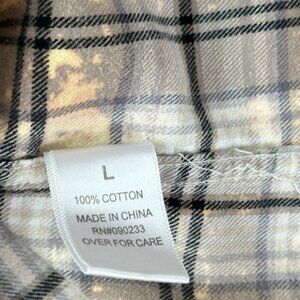 L
100% COTTON
MADE IN CHINA
RN#090233
OVER FOR CARE